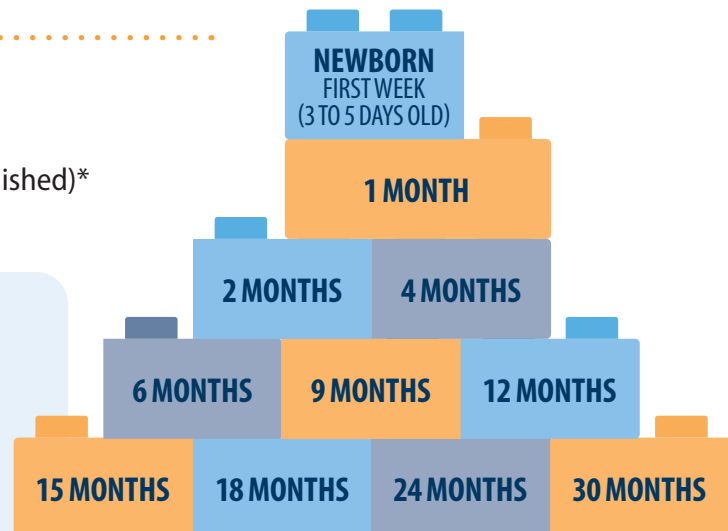 NEWBORN
FIRST WEEK
(3 TO 5 DAYS OLD)
1 MONTH
ished)*
2 MONTHS
4 MONTHS
6 MONTHS
9 MONTHS
12 MONTHS
15 MONTHS
18 MONTHS
24 MONTHS
30 MONTHS